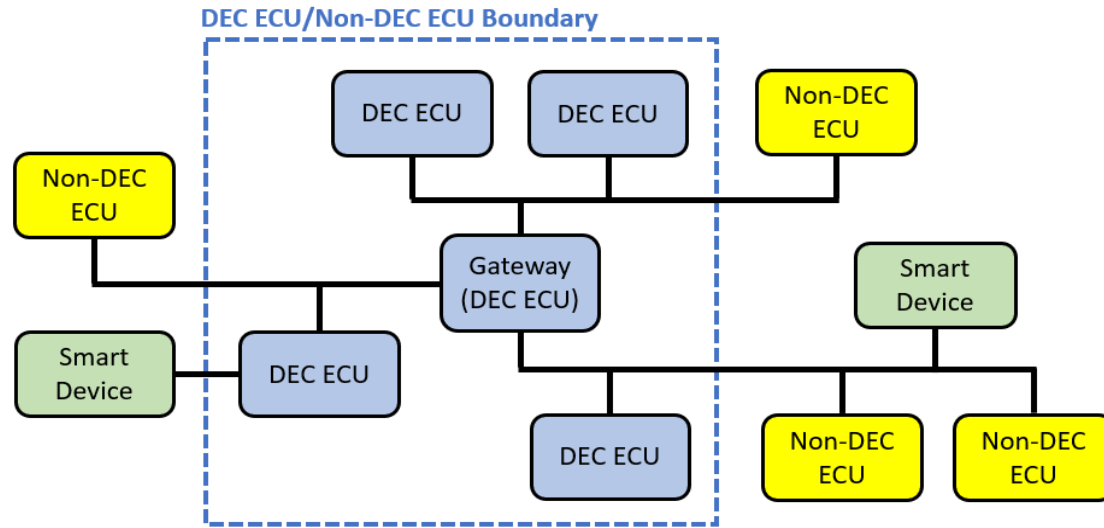 DEC ECU/Non-DEC ECU Boundary
DEC ECU
DEC ECU
Non-DEC
ECU
Non-DEC
ECU
Gateway
(DEC ECU)
Smart
Device
Smart
Device
DEC ECU
DEC ECU
Non-DEC
ECU
Non-DEC
ECU